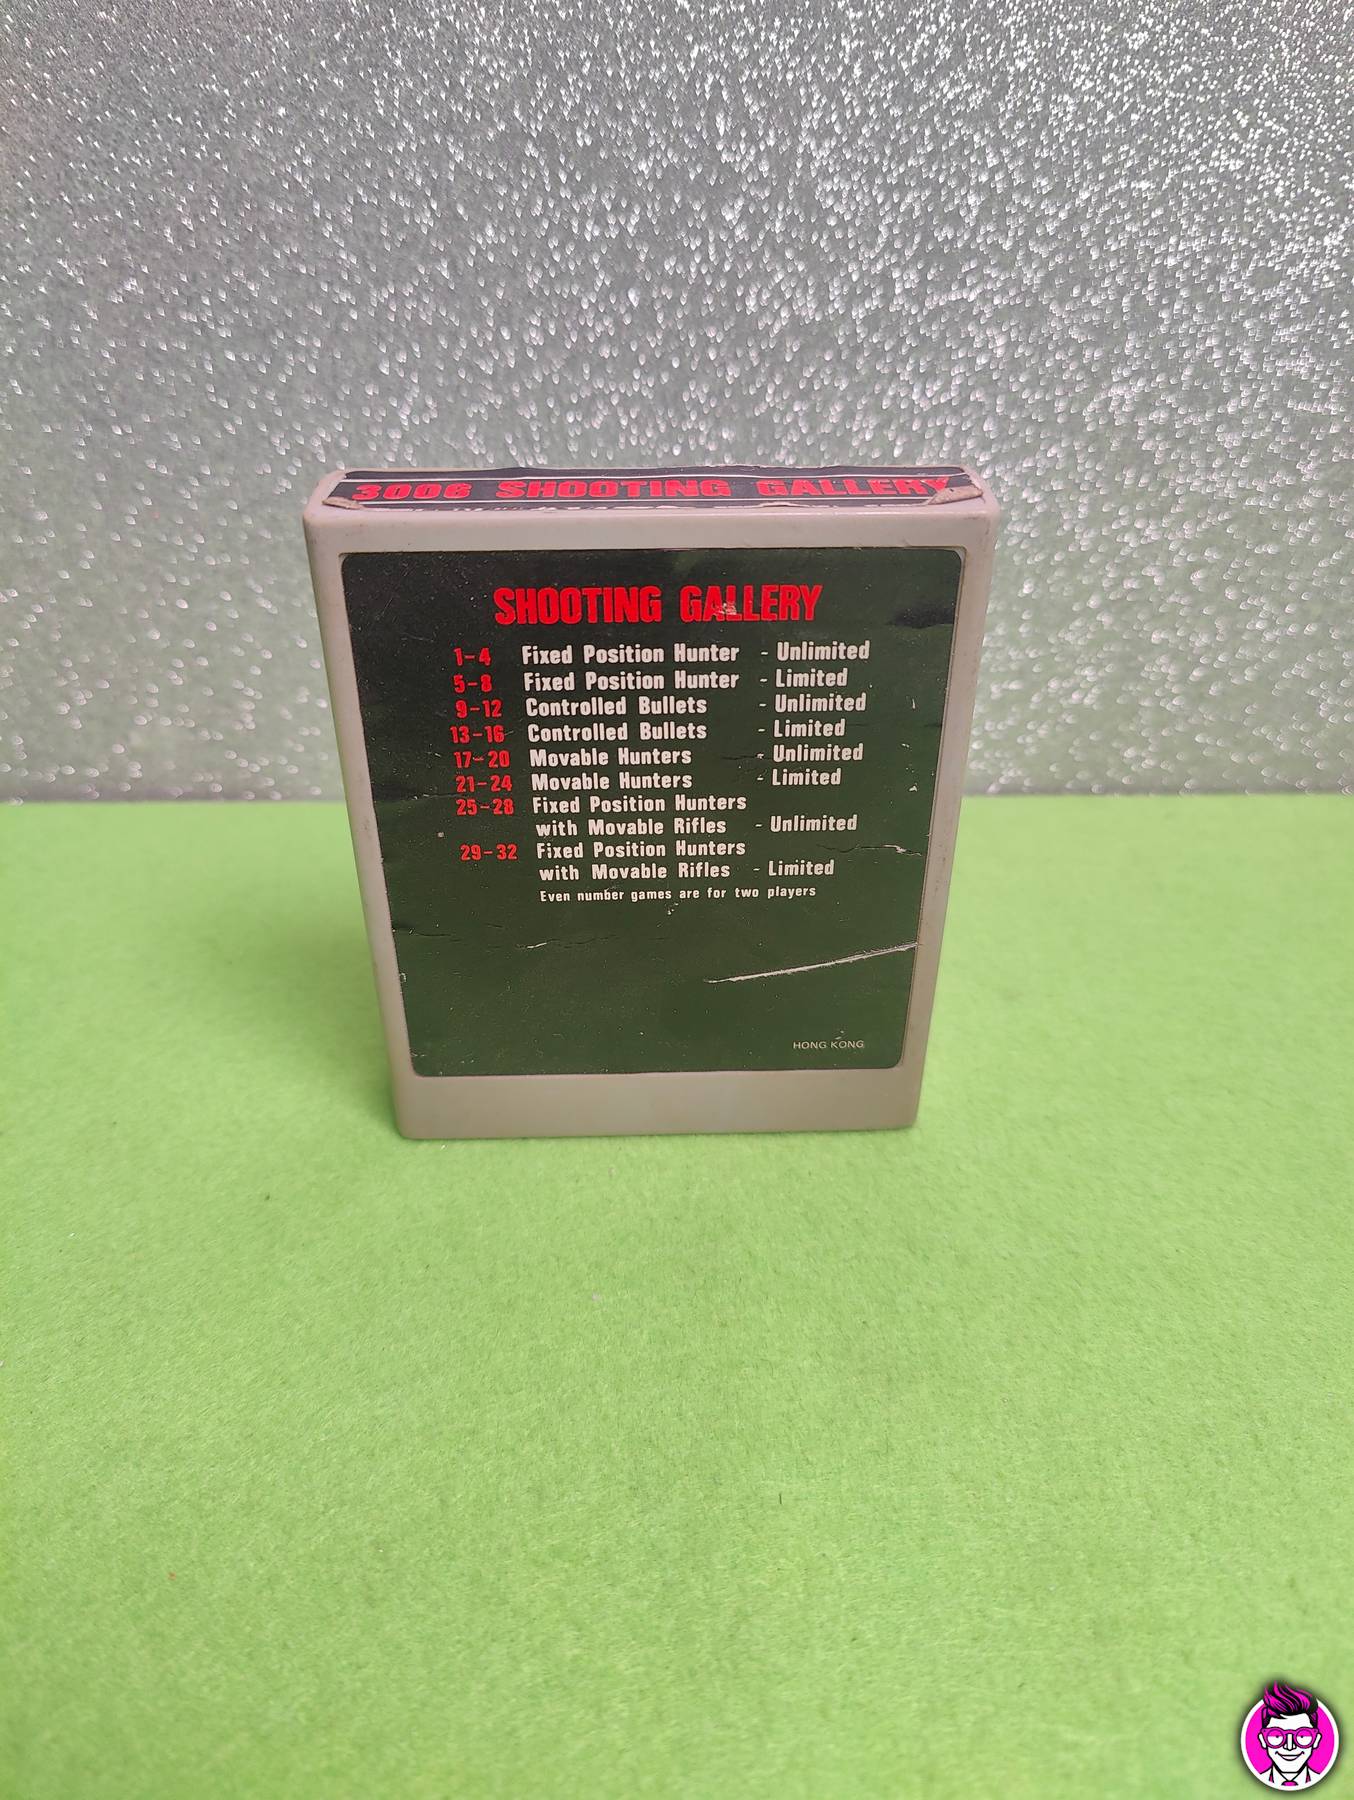 3006 SHOOTING GALLERY
SHOOTING GALLERY
1-4 Fixed Position Hunter - Unlimited
5-8 Fixed Position Hunter - Limited
9-12 Controlled Bullets - Unlimited
13-16 Controlled Bullets - Limited
17-20 Movable Hunters - Unlimited
21-24 Movable Hunters - Limited
25-28 Fixed Position Hunters
with Movable Rifles - Unlimited
29-32 Fixed Position Hunters
with Movable Rifles - Limited
Even number games are for two players
HONG KONG